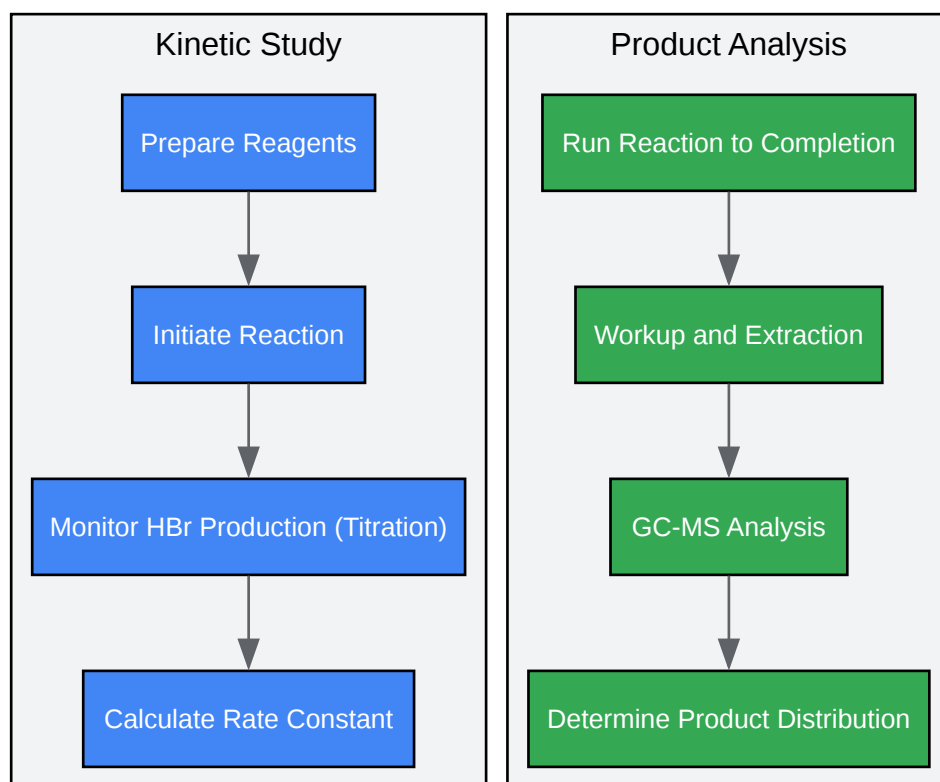 Kinetic Study
Prepare Reagents
Initiate Reaction
Monitor HBr Production (Titration)
Calculate Rate Constant
Product Analysis
Run Reaction to Completion
Workup and Extraction
GC-MS Analysis
Determine Product Distribution